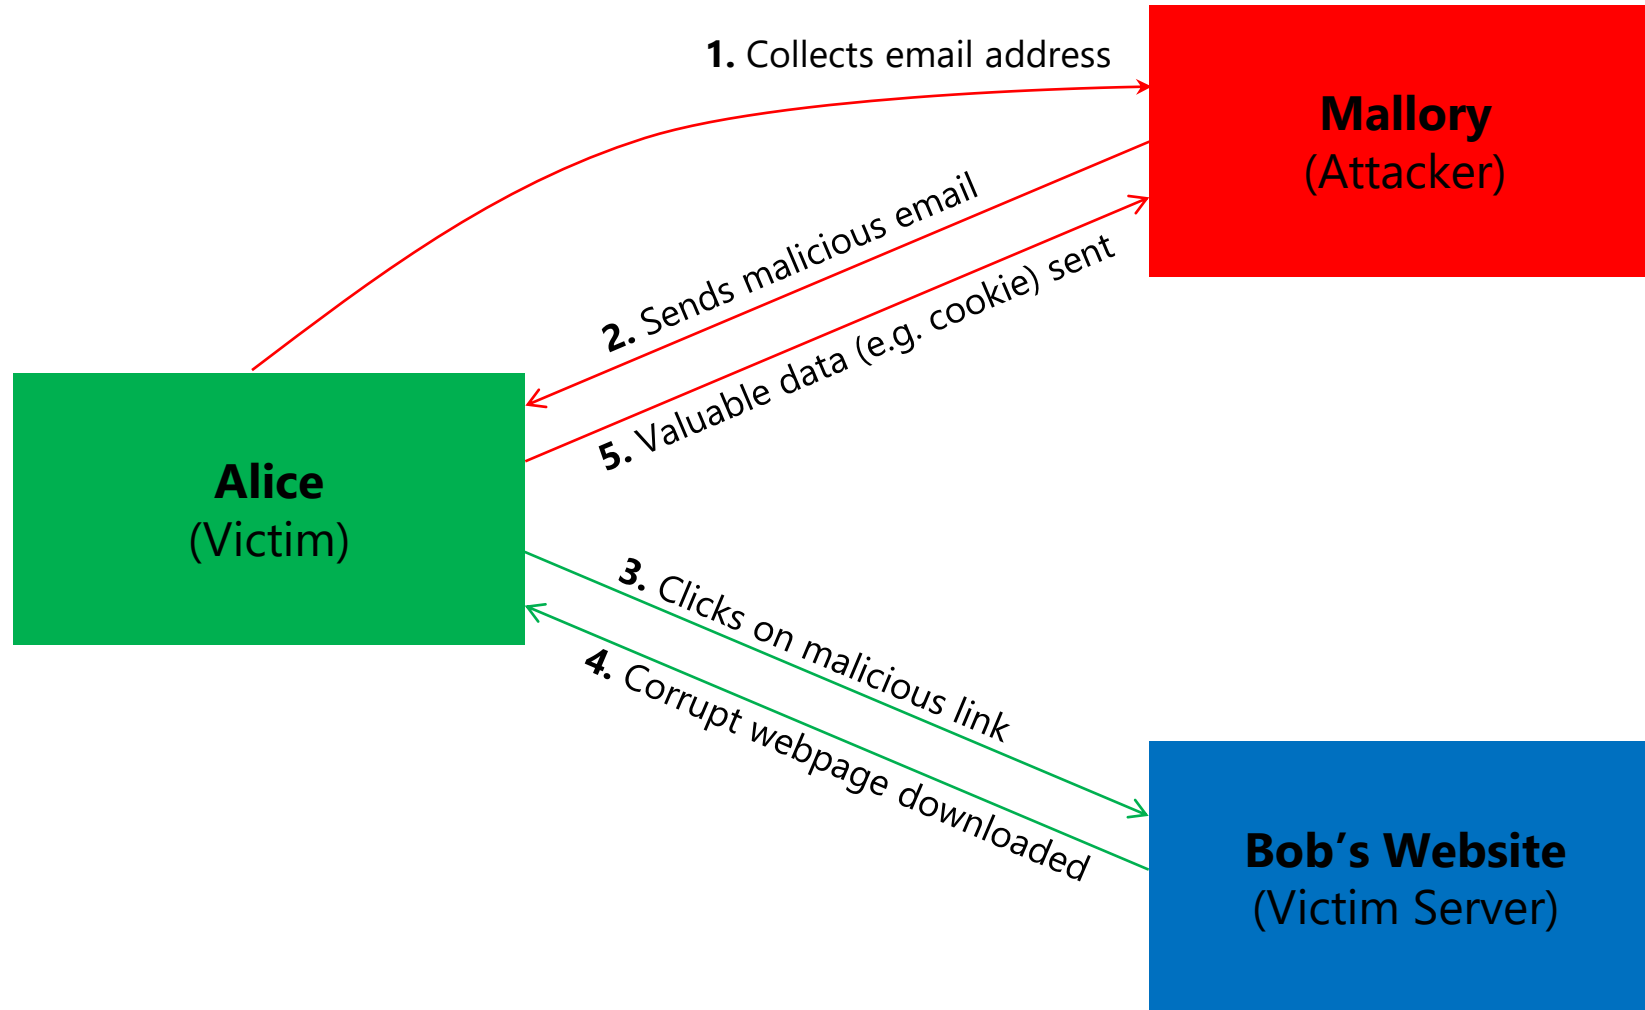 1. Collects email address
Mallory
(Attacker)
2. Sends malicious email
5. Valuable data (e.g. cookie) sent
Alice
(Victim)
3. Clicks on malicious link
4. Corrupt webpage downloaded
Bob’s Website
(Victim Server)